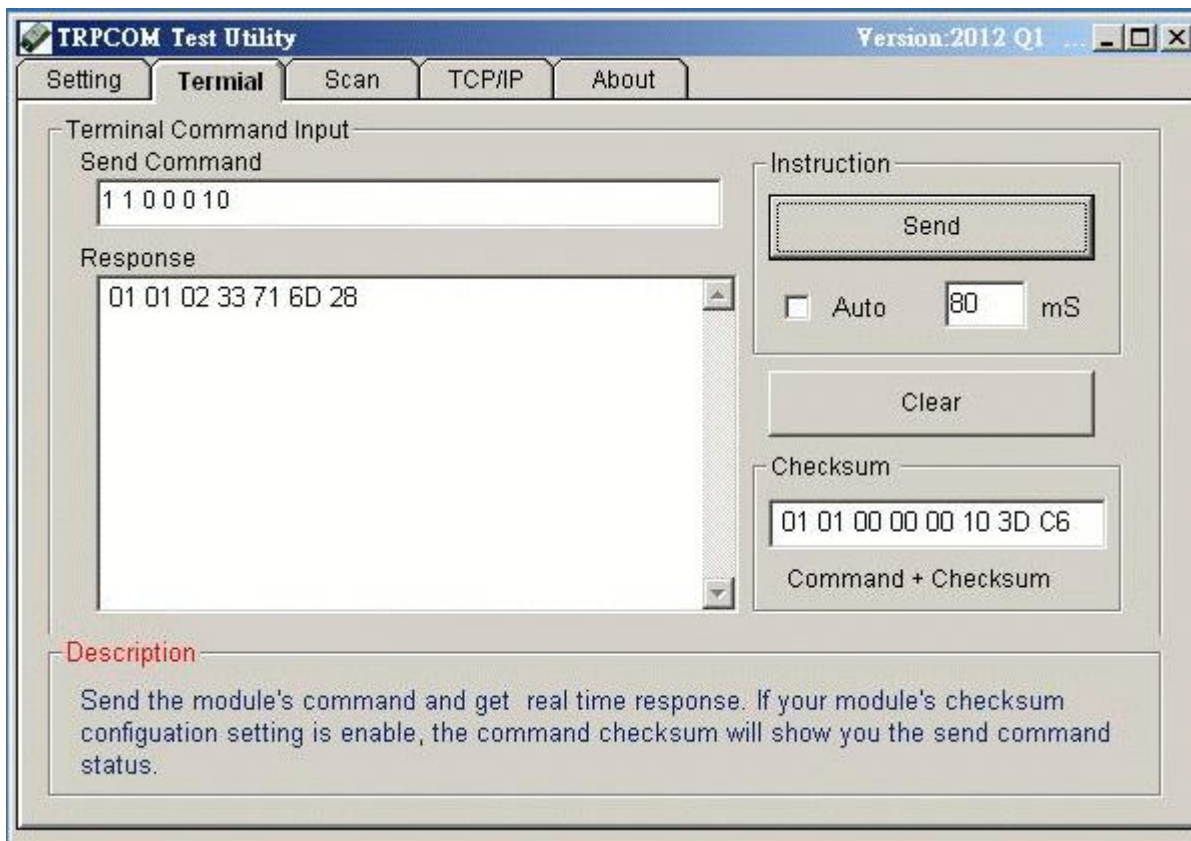 TRPCOM Test Utility Version:2012 Q1 ...
Setting Termial Scan TCP/IP About
Terminal Command Input
Send Command
1 1 0 0 0 10
Response
01 01 02 33 71 6D 28
Instruction
Send
Auto 80 mS
Clear
Checksum
01 01 00 00 00 10 3D C6
Command + Checksum
Description
Send the module's command and get real time response. If your module's checksum
configuation setting is enable, the command checksum will show you the send command
status.